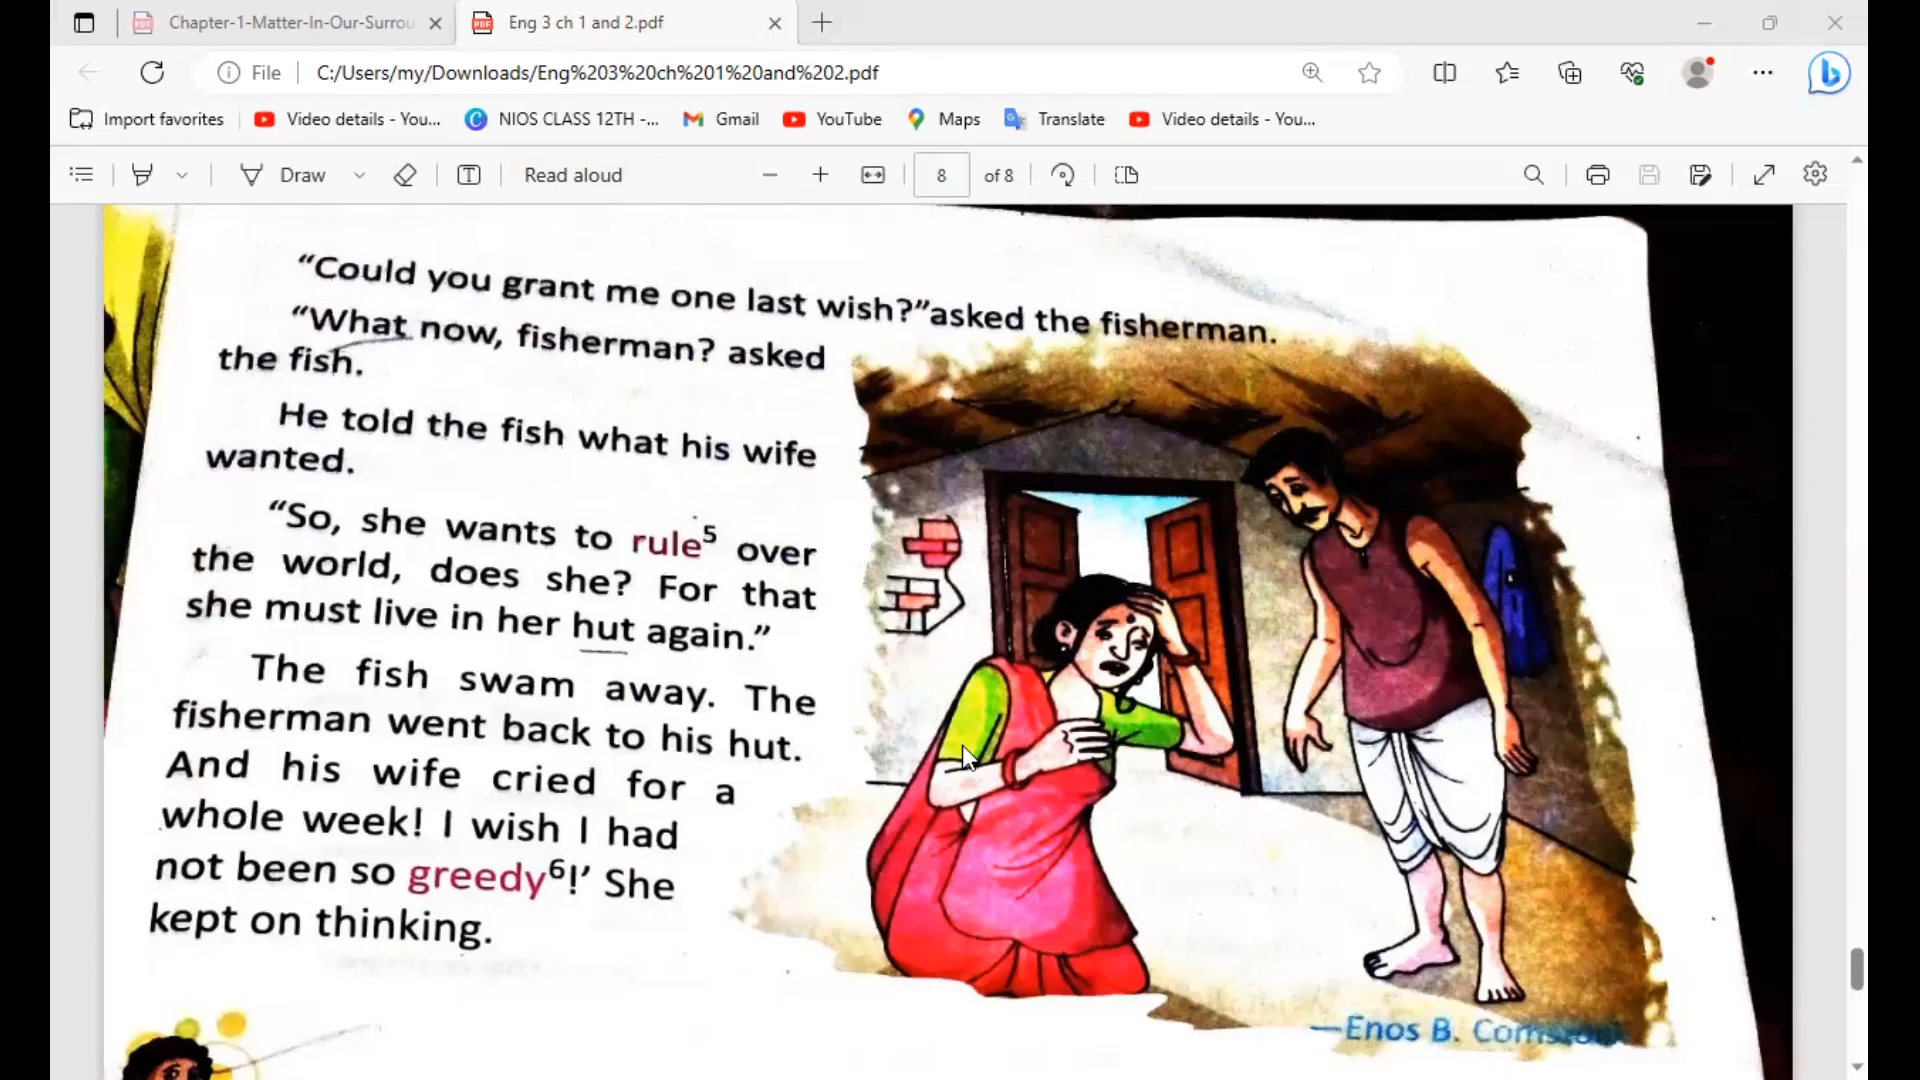 Chapter-1-Matter-In-Our-Surrou
Eng 3 ch 1 and 2.pdf
File
C:/Users/my/Downloads/Eng%203%20ch%201%20and%202.pdf
Import favorites
Video details - You...
NIOS CLASS 12TH -...
Gmail
YouTube
Maps
Translate
Video details - You...
Draw
Read aloud
8
of 8
“Could you grant me one last wish?”asked the fisherman.
“What now, fisherman? asked
the fish.
He told the fish what his wife
wanted.
“So, she wants to rule5 over
the world, does she? For that
she must live in her hut again.”
The fish swam away. The
fisherman went back to his hut.
And his wife cried for a
whole week! I wish I had
not been so greedy6!’ She
kept on thinking.
—Enos B. Comstock